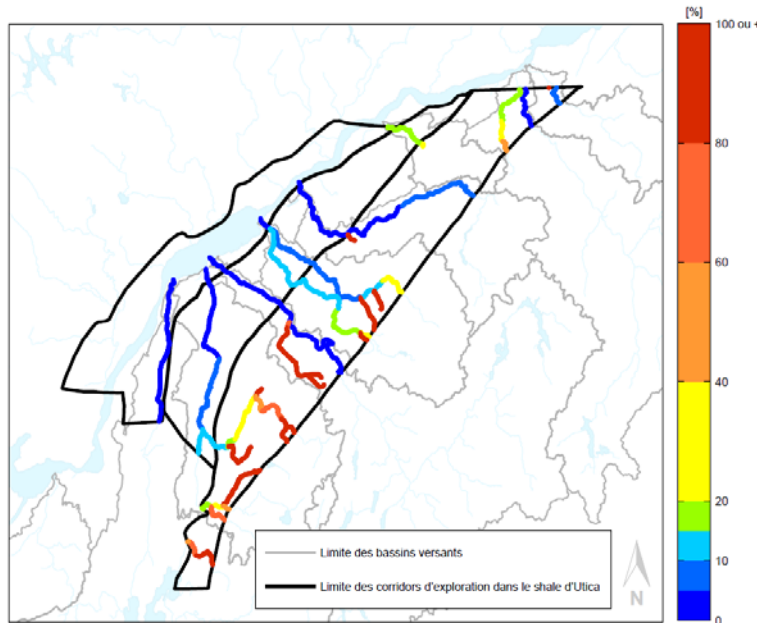 [%]
100 ou +
80
60
40
20
10
0
Limite des bassins versants
Limite des corridors d'exploration dans le shale d'Utica
N